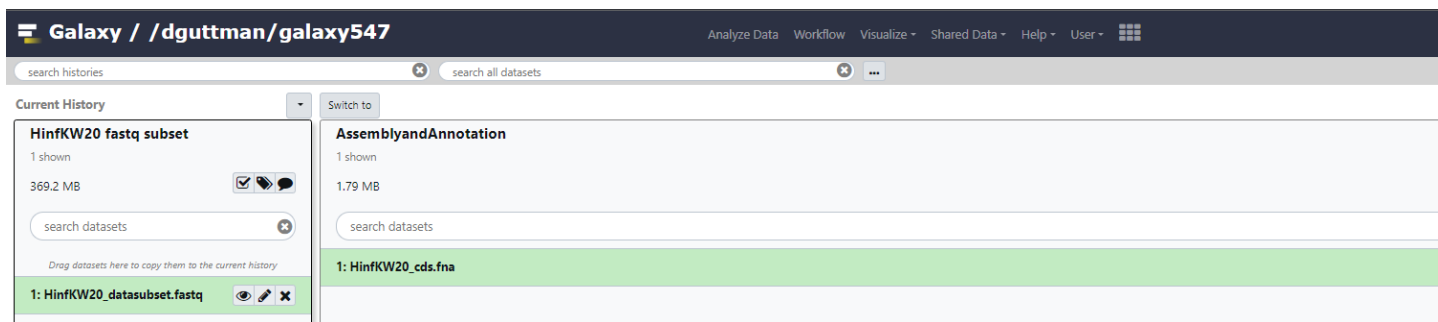 Galaxy / /dguttman/galaxy547
Analyze Data Workflow Visualize Shared Data Help User
search histories
search all datasets
...
Current History
Switch to
HinfKW20 fastq subset
1 shown
369.2 MB
search datasets
Drag datasets here to copy them to the current history
1: HinfKW20_datasubset.fastq
AssemblyandAnnotation
1 shown
1.79 MB
search datasets
1: HinfKW20_cds.fna